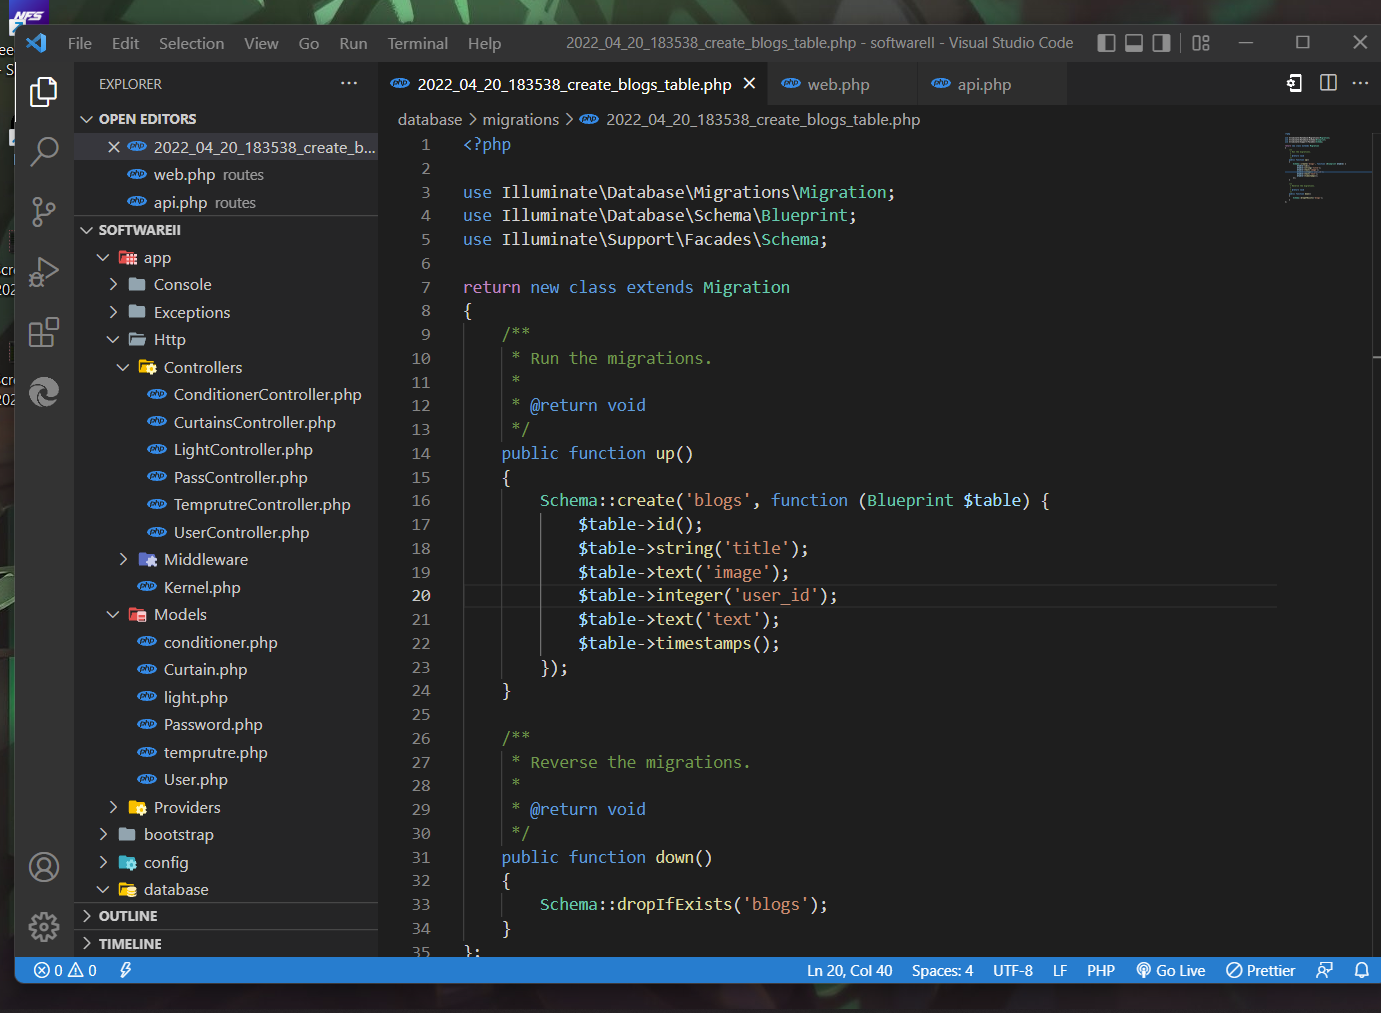 NFS
File Edit Selection View Go Run Terminal Help 2022_04_20_183538_create_blogs_table.php - softwareII - Visual Studio Code
EXPLORER
OPEN EDITORS
2022_04_20_183538_create_b...
web.php routes
api.php routes
SOFTWAREII
app
Console
Exceptions
Http
Controllers
ConditionerController.php
CurtainsController.php
LightController.php
PassController.php
TemprutreController.php
UserController.php
Middleware
Kernel.php
Models
conditioner.php
Curtain.php
light.php
Password.php
temprutre.php
User.php
Providers
bootstrap
config
database
OUTLINE
TIMELINE
2022_04_20_183538_create_blogs_table.php web.php api.php
database > migrations > 2022_04_20_183538_create_blogs_table.php
1 <?php
2
3 use Illuminate\Database\Migrations\Migration;
4 use Illuminate\Database\Schema\Blueprint;
5 use Illuminate\Support\Facades\Schema;
6
7 return new class extends Migration
8 {
9 /**
10 * Run the migrations.
11 *
12 * @return void
13 */
14 public function up()
15 {
16 Schema::create('blogs', function (Blueprint $table) {
17 $table->id();
18 $table->string('title');
19 $table->text('image');
20 $table->integer('user_id');
21 $table->text('text');
22 $table->timestamps();
23 });
24 }
25
26 /**
27 * Reverse the migrations.
28 *
29 * @return void
30 */
31 public function down()
32 {
33 Schema::dropIfExists('blogs');
34 }
35 };
0 0 Ln 20, Col 40 Spaces: 4 UTF-8 LF PHP Go Live Prettier